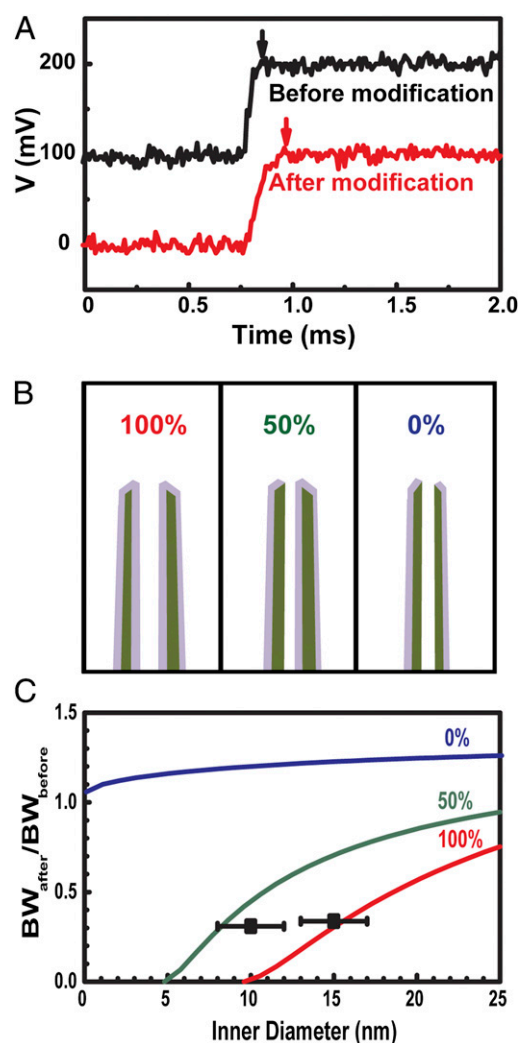 A
V (mV)
200
100
0
Before modification
After modification
0 0.5 1.0 1.5 2.0
Time (ms)
B
100% 50% 0%
C
BWafter/BWbefore
1.5
1.0
0.5
0.0
0%
50%
100%
0 5 10 15 20 25
Inner Diameter (nm)